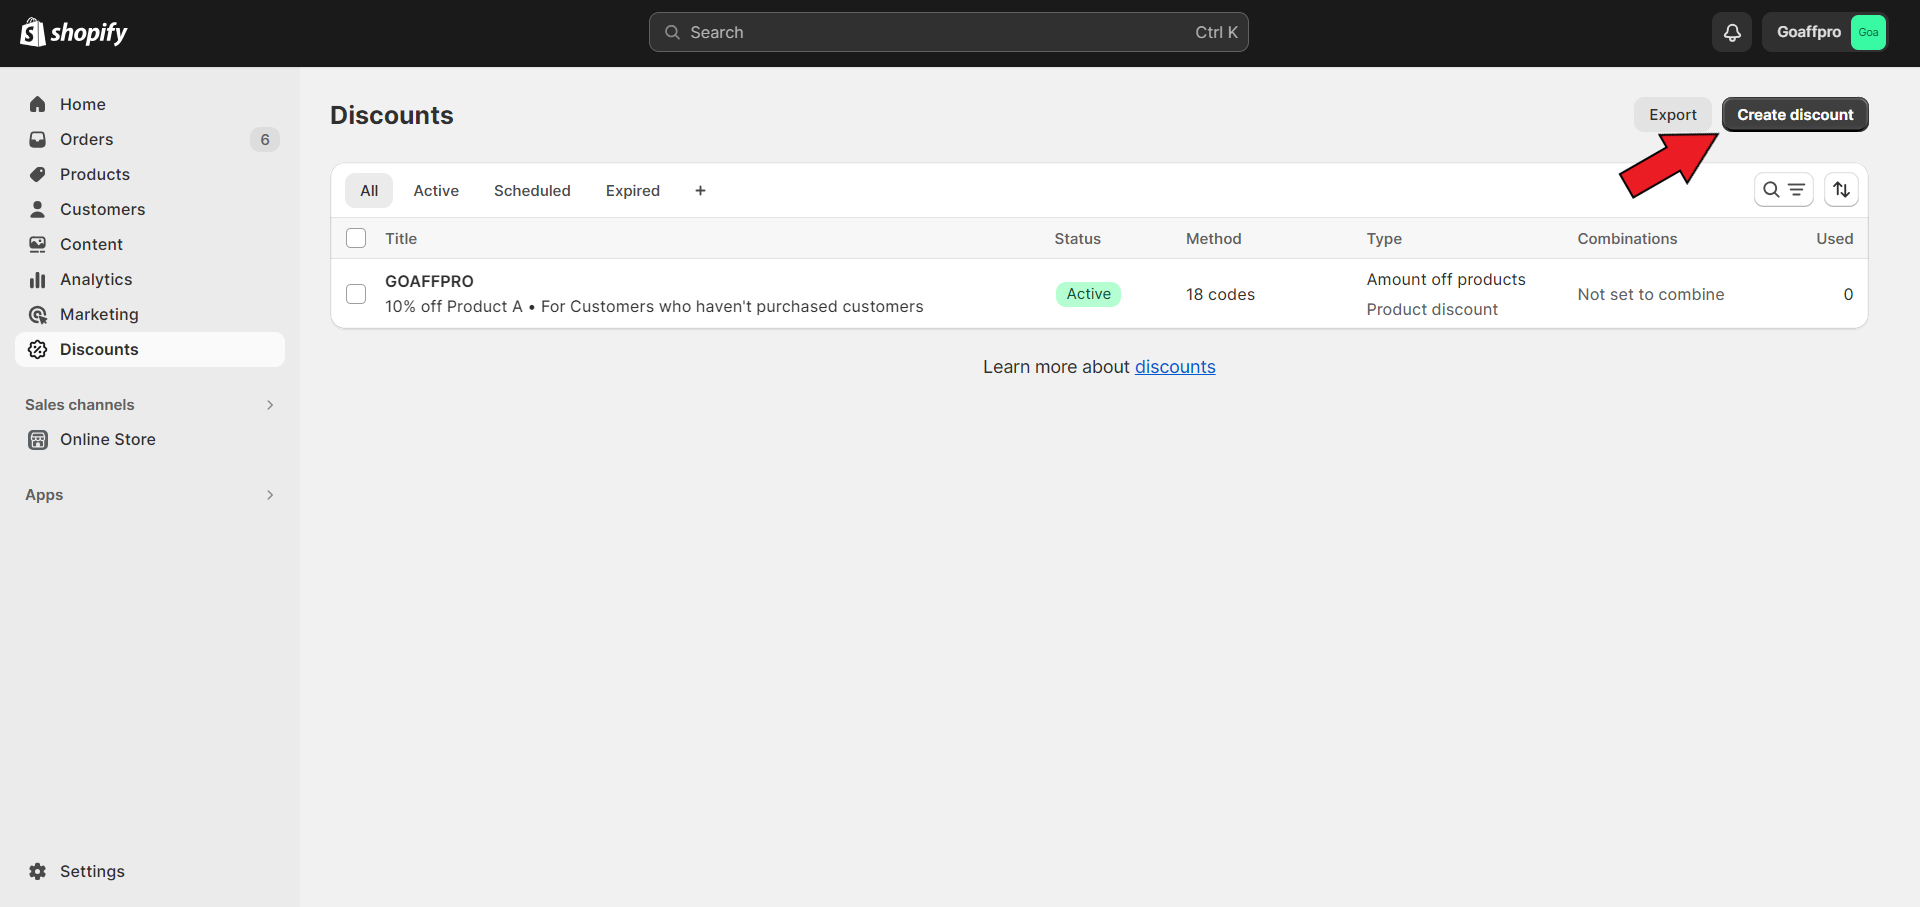 shopify
Search
Ctrl K
Goaffpro
Goa
Home
Orders
6
Products
Customers
Content
Analytics
Marketing
Discounts
Sales channels
Online Store
Apps
Settings
Discounts
Export
Create discount
All
Active
Scheduled
Expired
+
Title
Status
Method
Type
Combinations
Used
GOAFFPRO
10% off Product A • For Customers who haven't purchased customers
Active
18 codes
Amount off products
Product discount
Not set to combine
0
Learn more about discounts